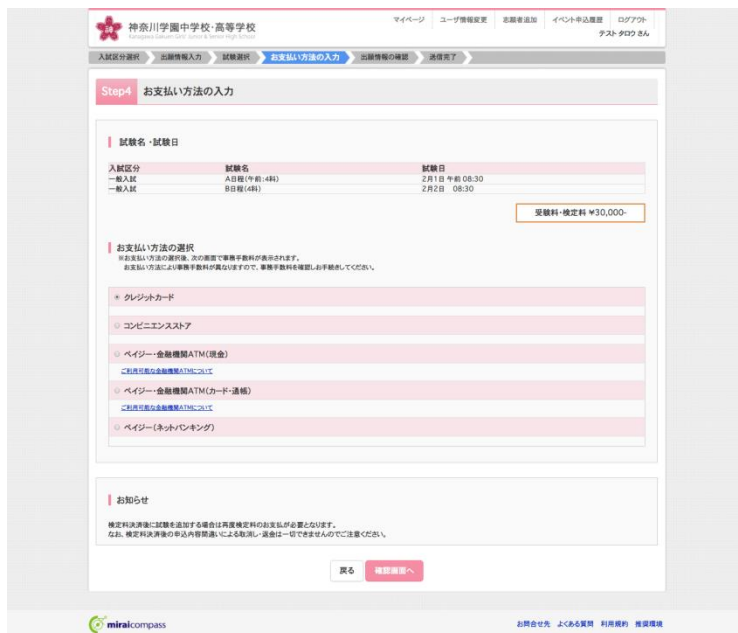 神奈川学園中学校・高等学校
Kanagawa Gakuen Girls' Junior & Senior High School
マイページ ユーザ情報変更 志願者追加 イベント申込履歴 ログアウト
テスト タロウ さん
入試区分選択 出願情報入力 試験選択 お支払い方法の入力 出願情報の確認 送信完了
Step4 お支払い方法の入力
試験名・試験日
入試区分 試験名 試験日
一般入試 A日程(午前:4科) 2月1日 午前 08:30
一般入試 B日程(4科) 2月2日 08:30
受験料・検定料 ¥30,000-
お支払い方法の選択
※お支払い方法の選択後、次の画面で事務手数料が表示されます。
お支払い方法により事務手数料が異なりますので、事務手数料を確認しお手続きしてください。
クレジットカード
コンビニエンスストア
ペイジー・金融機関ATM(現金)
ご利用可能な金融機関ATMについて
ペイジー・金融機関ATM(カード・通帳)
ご利用可能な金融機関ATMについて
ペイジー(ネットバンキング)
お知らせ
検定料決済後に試験を追加する場合は再度検定料のお支払が必要となります。
なお、検定料決済後の申込内容間違いによる取消し・返金は一切できませんのでご注意ください。
戻る 確認画面へ
miraicompass
お問合せ先 よくある質問 利用規約 推奨環境